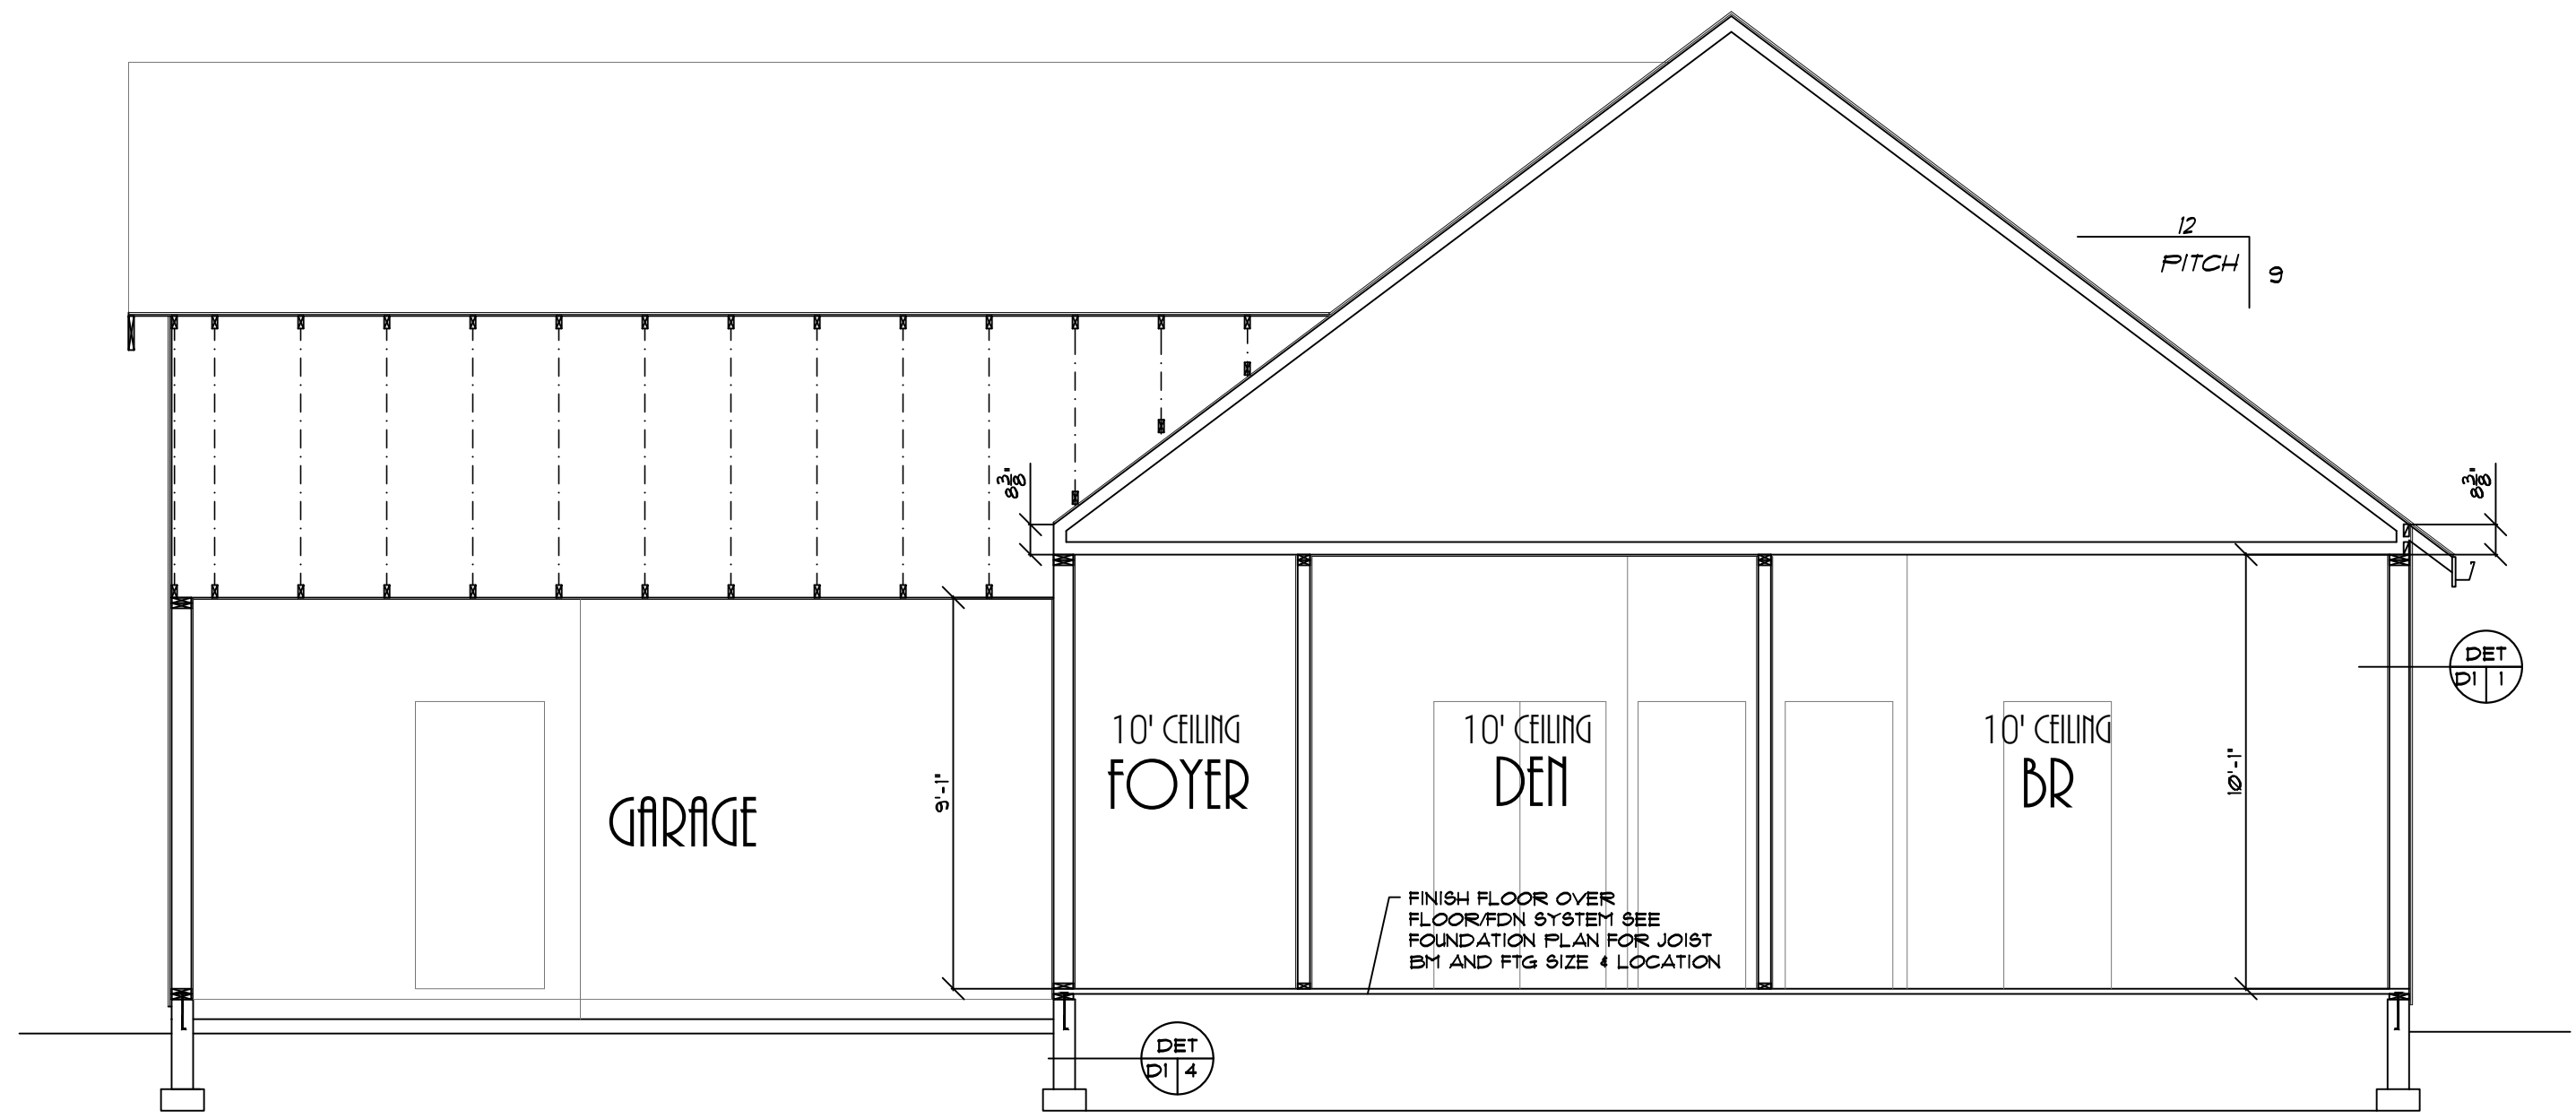 12
PITCH
9
8 3/8"
8 3/8"
DET
D1 1
10' CEILING
FOYER
10' CEILING
DEN
10' CEILING
BR
GARAGE
9'-1"
10'-1"
FINISH FLOOR OVER
FLOOR/FDN SYSTEM SEE
FOUNDATION PLAN FOR JOIST
BM AND FTG SIZE & LOCATION
DET
D1 4